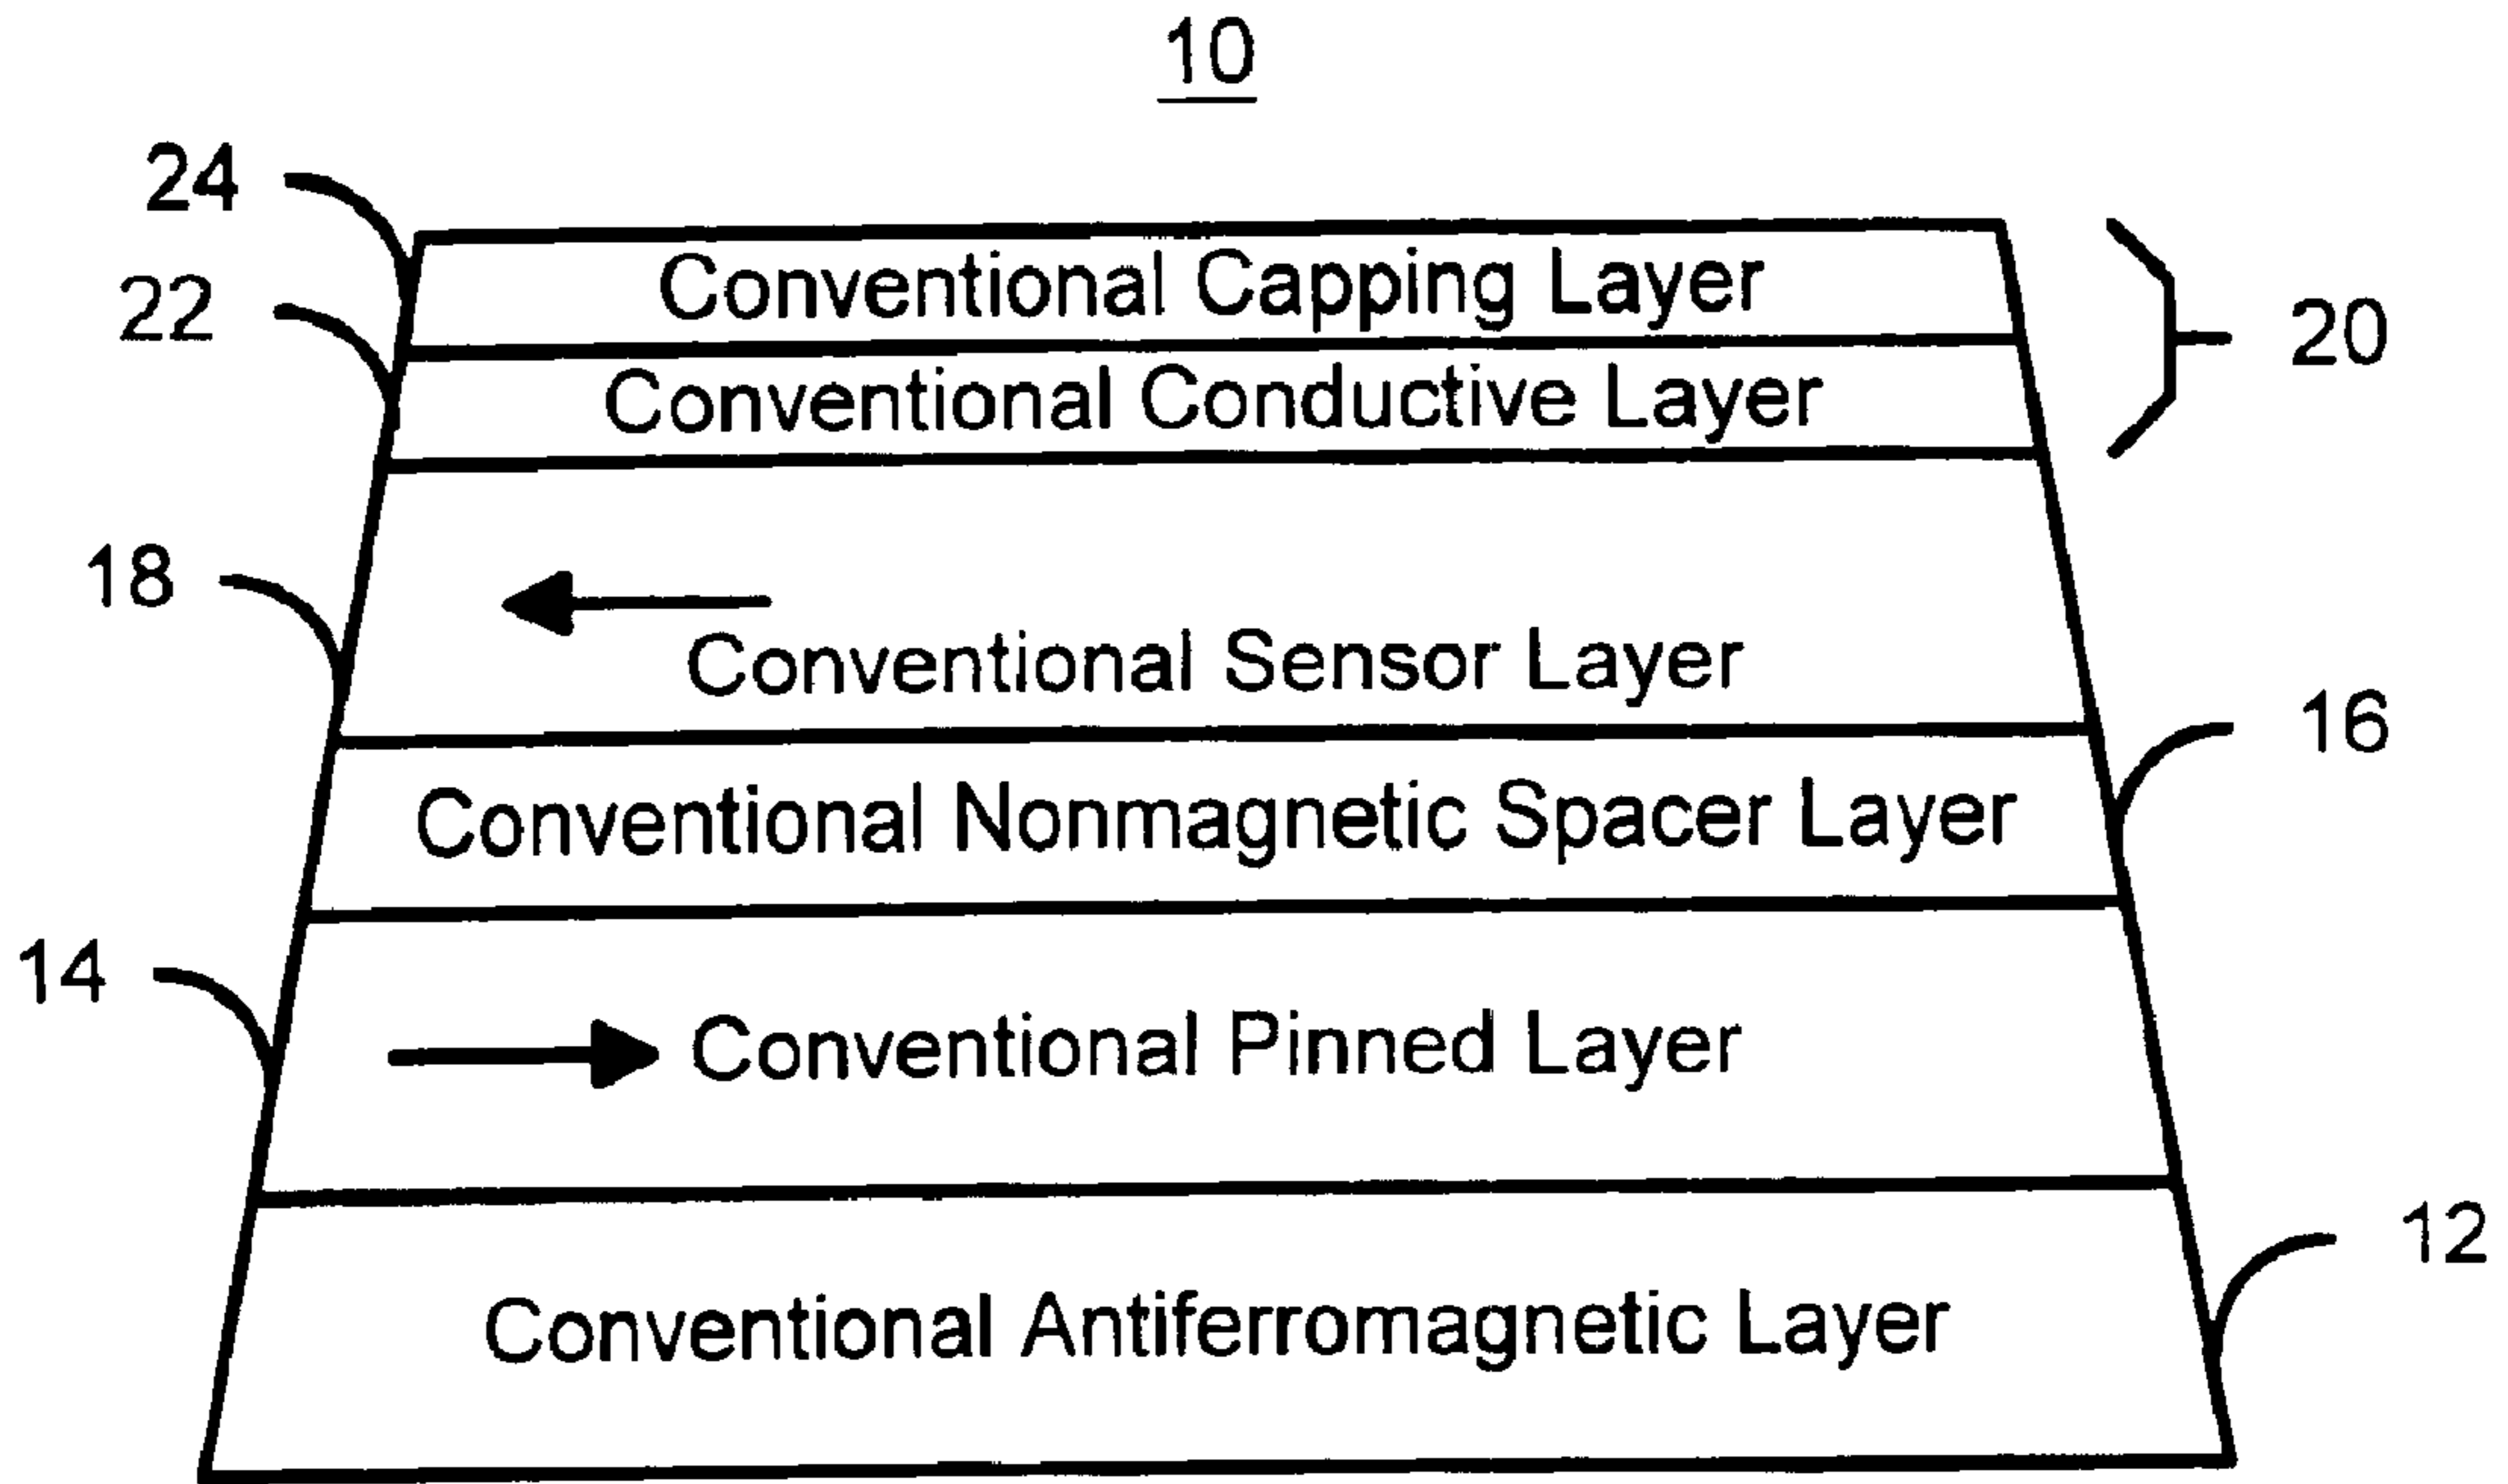 10
24
Conventional Capping Layer
22
20
Conventional Conductive Layer
18
Conventional Sensor Layer
16
Conventional Nonmagnetic Spacer Layer
14
Conventional Pinned Layer
12
Conventional Antiferromagnetic Layer